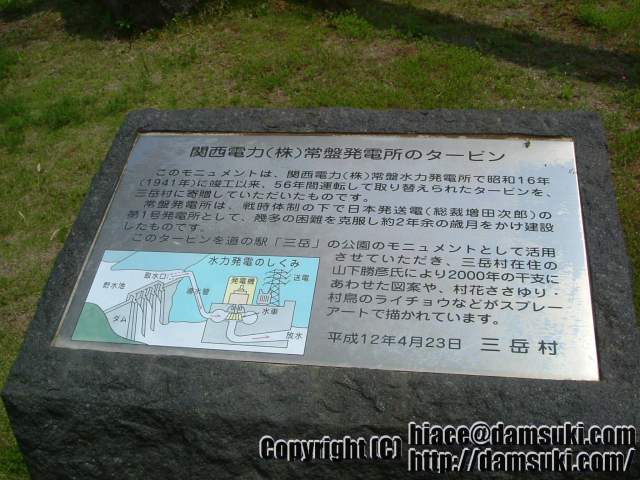 関西電力(株)常盤発電所のタービン
このモニュメントは、関西電力(株)常盤水力発電所で昭和16年
(1941年)に竣工以来、56年間運転して取り替えられたタービンを、
三岳村に寄贈していただいたものです。
常盤発電所は、戦時体制の下で日本発送電(総裁増田次郎)の
第1号発電所として、幾多の困難を克服し約2年余の歳月をかけ建設
したものです。
このタービンを道の駅「三岳」の公園のモニュメントとして活用
させていただき、三岳村在住の
山下勝彦氏により2000年の干支に
あわせた図案や、村花ささゆり・
村鳥のライチョウなどがスプレー
アートで描かれています。
平成12年4月23日 三岳村
水力発電のしくみ
取水口
発電機
送電
貯水池
導水管
水車
ダム
放水
Copyright (C) hiace@damsuki.com
http://damsuki.com/